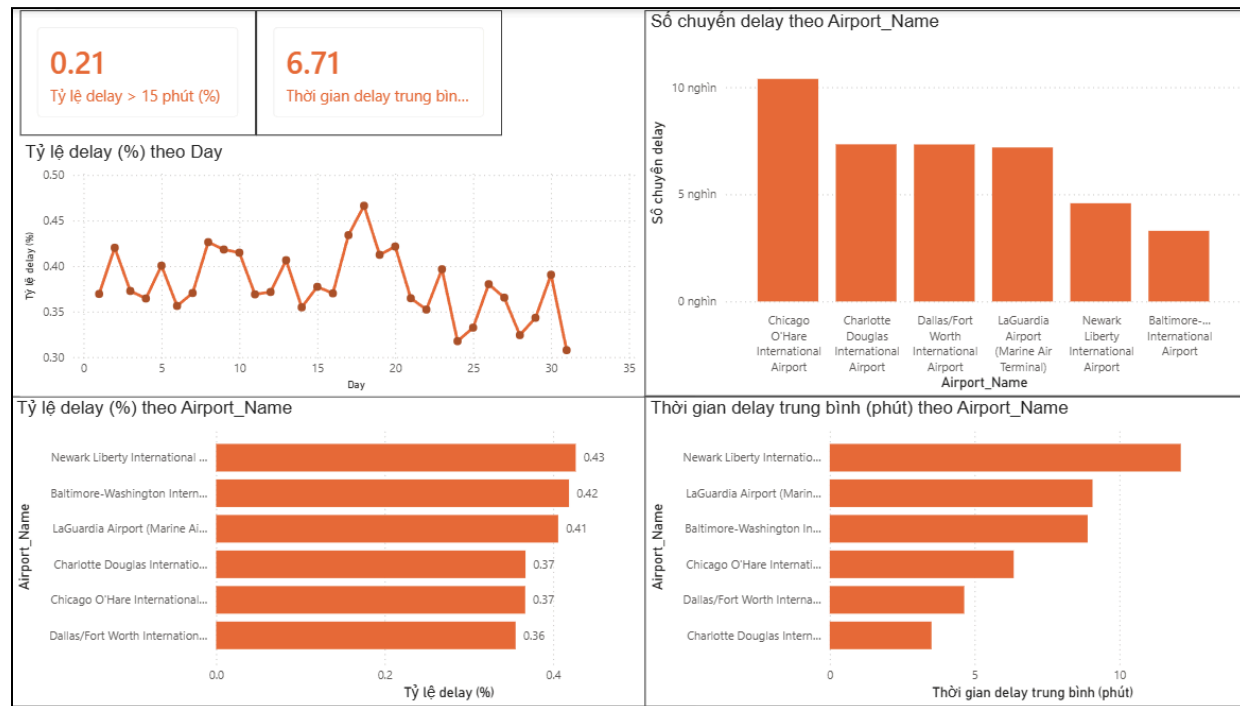 0.21
Tỷ lệ delay > 15 phút (%)
6.71
Thời gian delay trung bìn...
Tỷ lệ delay (%) theo Day
Tỷ lệ delay (%)
0.50
0.45
0.40
0.35
0.30
0
5
10
15
20
25
30
35
Day
Số chuyến delay theo Airport_Name
Số chuyến delay
10 nghìn
5 nghìn
0 nghìn
Chicago
O'Hare
International
Airport
Charlotte
Douglas
International
Airport
Dallas/Fort
Worth
International
Airport
LaGuardia
Airport
(Marine Air
Terminal)
Newark
Liberty
International
Airport
Baltimore-...
International
Airport
Airport_Name
Tỷ lệ delay (%) theo Airport_Name
Airport_Name
Newark Liberty International ...
0.43
Baltimore-Washington Intern...
0.42
LaGuardia Airport (Marine Ai...
0.41
Charlotte Douglas Internatio...
0.37
Chicago O'Hare International...
0.37
Dallas/Fort Worth Internation...
0.36
0.0
0.2
0.4
Tỷ lệ delay (%)
Thời gian delay trung bình (phút) theo Airport_Name
Airport_Name
Newark Liberty Internatio...
LaGuardia Airport (Marin...
Baltimore-Washington In...
Chicago O'Hare Internati...
Dallas/Fort Worth Interna...
Charlotte Douglas Intern...
0
5
10
Thời gian delay trung bình (phút)